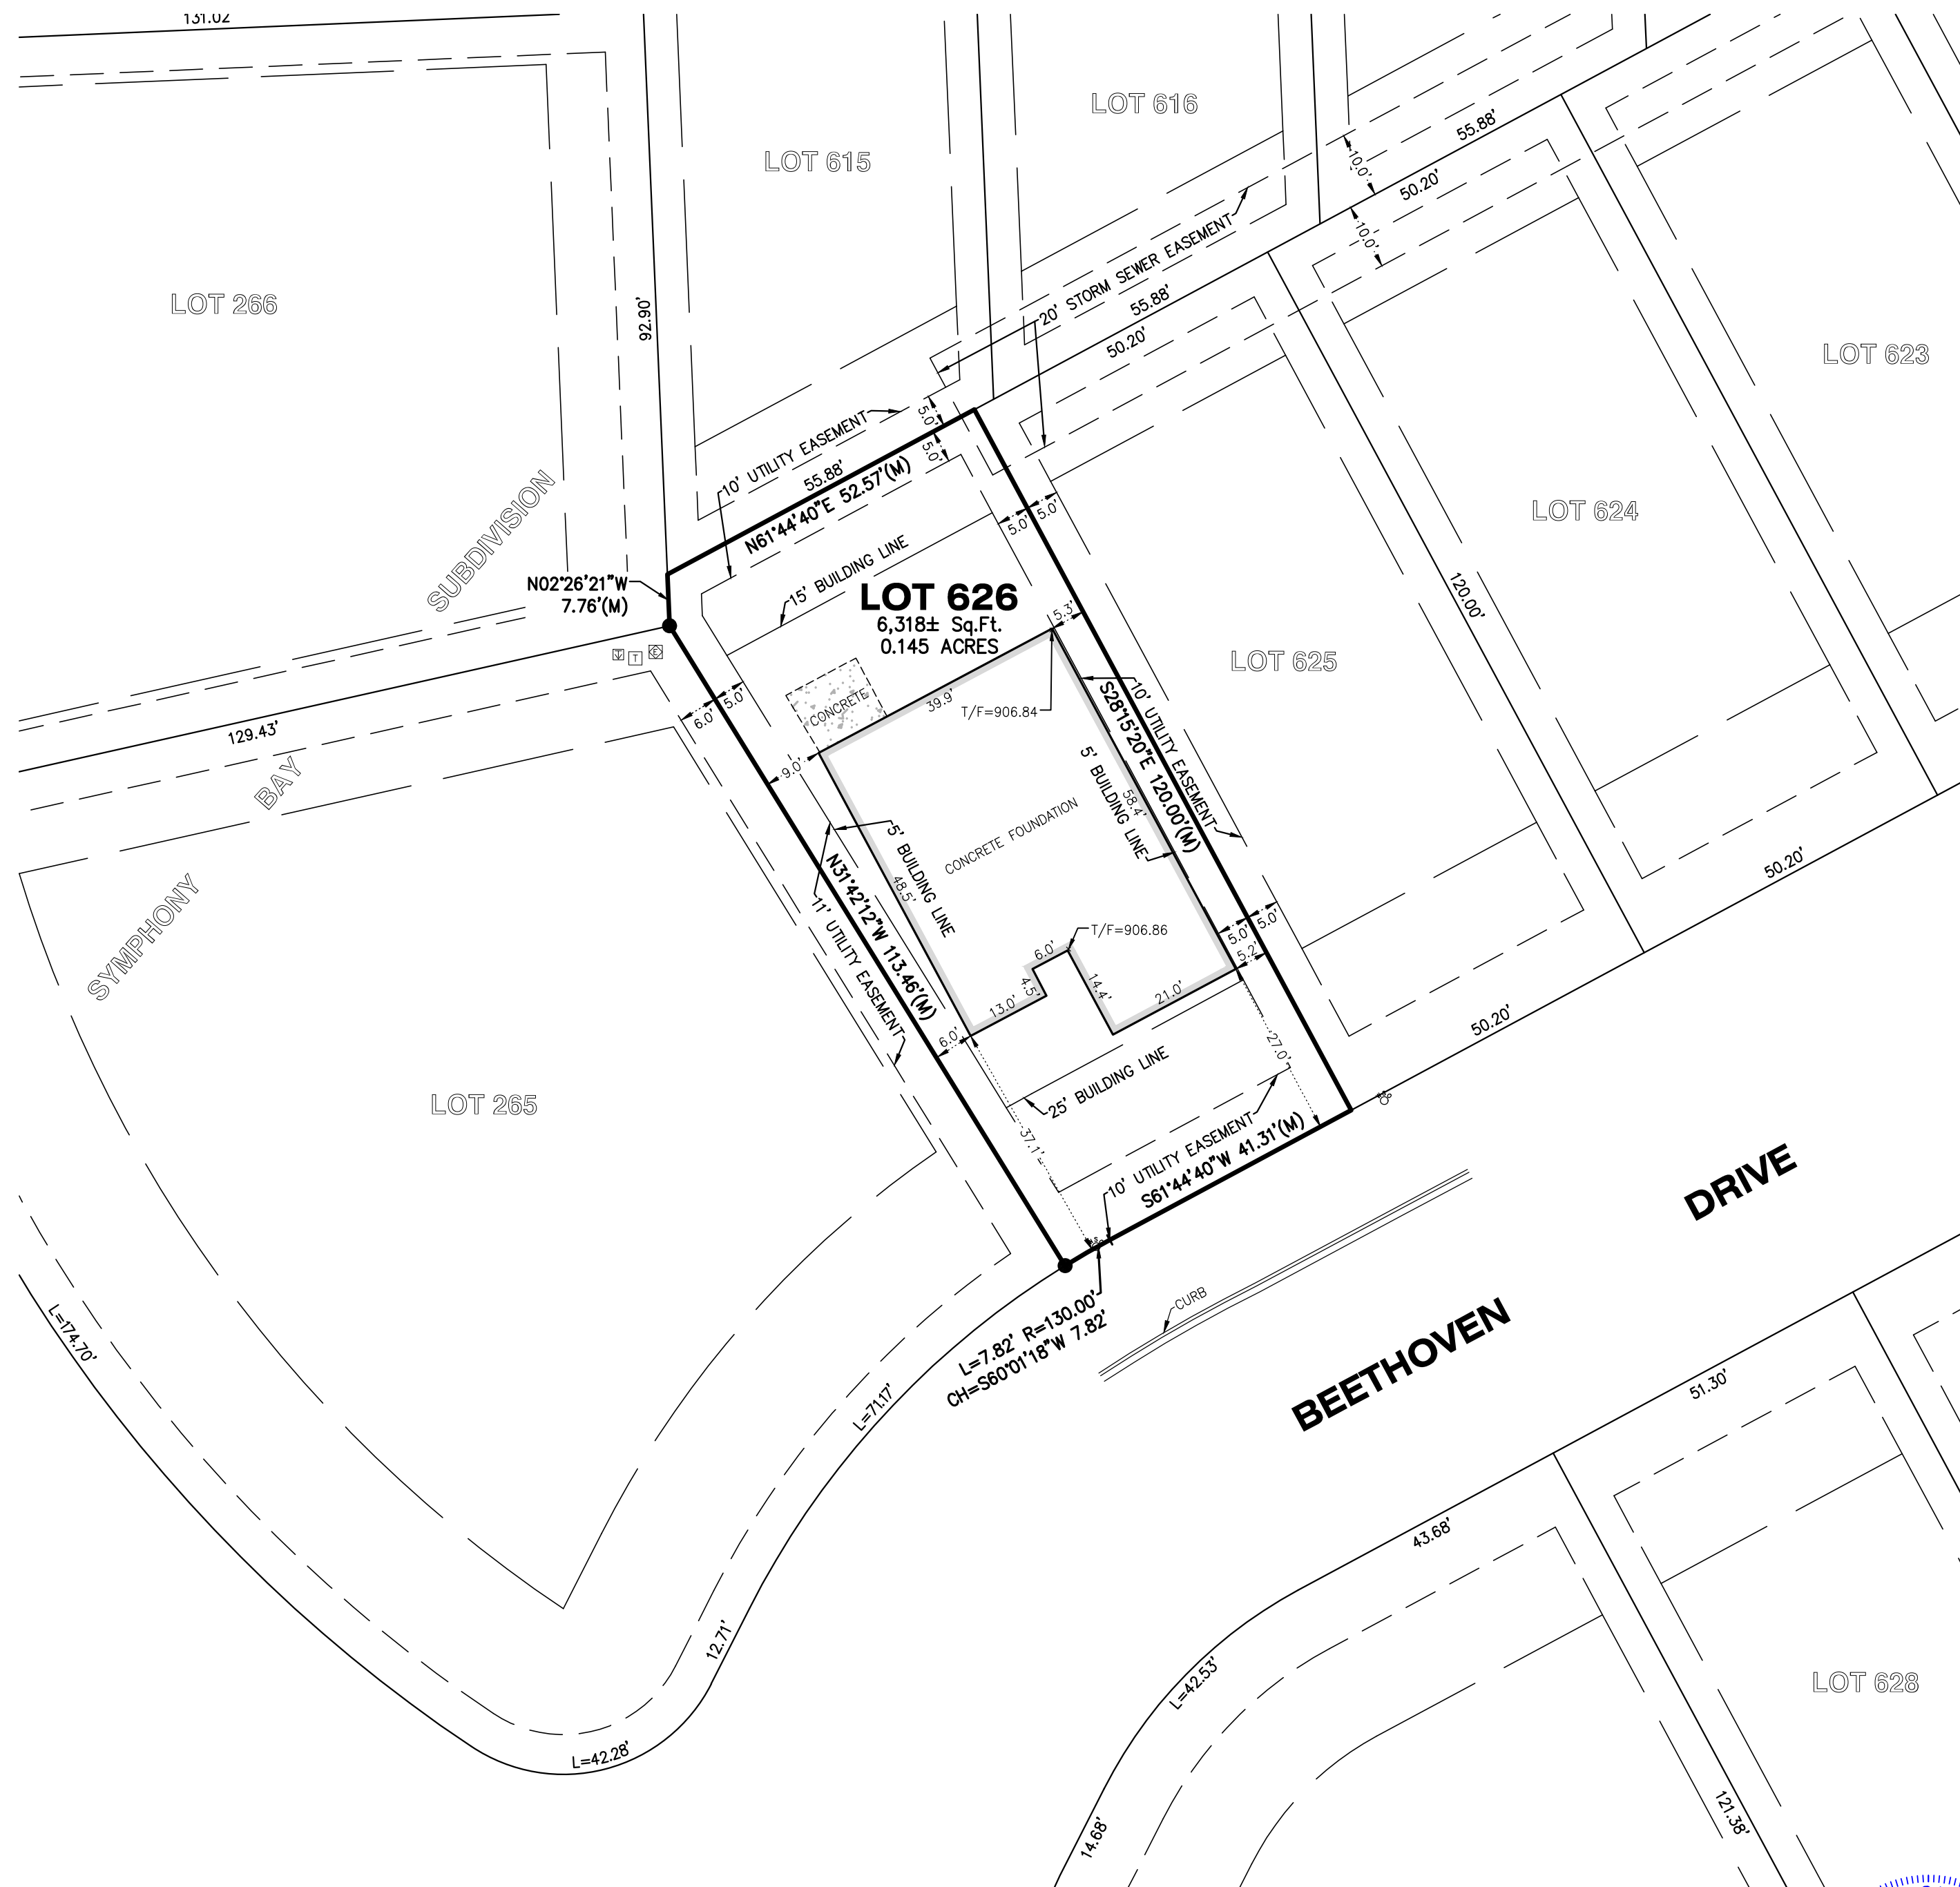 131.02
LOT 616
55.88'
LOT 615
10.0'
50.20'
10.0'
LOT 266
92.90'
20' STORM SEWER EASEMENT
55.88'
50.20'
LOT 623
5.0'
5.0'
10' UTILITY EASEMENT
55.88'
N61°44'40"E 52.57'(M)
5.0'
5.0'
LOT 624
SUBDIVISION
15' BUILDING LINE
N02°26'21"W
7.76'(M)
LOT 626
6,318± Sq.Ft.
0.145 ACRES
5.3'
120.00'
T
E
LOT 625
5.0'
6.0'
CONCRETE
39.9'
T/F=906.84
10' UTILITY EASEMENT
S28°15'20"E 120.00'(M)
129.43'
BAY
9.0'
5' BUILDING LINE
58.4'
CONCRETE FOUNDATION
5' BUILDING LINE
48.5'
N31°42'12"W 113.46'(M)
11' UTILITY EASEMENT
50.20'
SYMPHONY
T/F=906.86
5.0'
5.0'
5.2'
6.0'
4.5'
14.4'
21.0'
13.0'
6.0'
50.20'
27.0'
25' BUILDING LINE
LOT 265
37.1'
10' UTILITY EASEMENT
S61°44'40"W 41.31'(M)
DRIVE
CURB
L=7.82' R=130.00'
CH=S60°01'18"W 7.82'
BEETHOVEN
L=174.70'
L=71.17'
51.30'
43.68'
12.71'
L=42.53'
LOT 628
L=42.28'
14.68'
121.38'